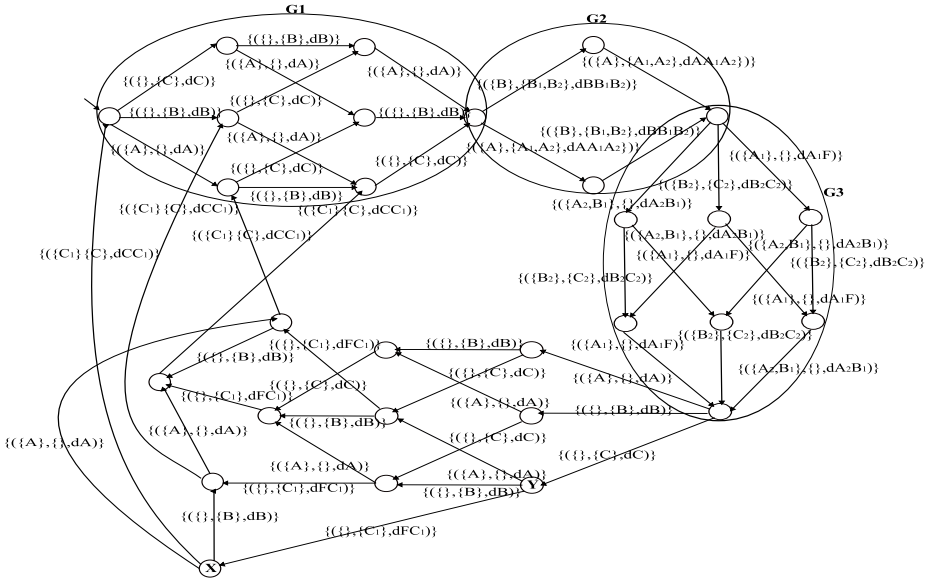 G1
G2
{({},{B},dB)}
{({A},{},dA)}
{({A},{},dA)}
{({A},{A₁,A₂},dAA₁A₂})}
{({},{C},dC)}
{({B},{B₁,B₂},dBB₁B₂)}
{({},{C},dC)}
{({},{B},dB)}
{({},{B},dB)}
{({A},{},dA)}
{({B},{B₁,B₂},dBB₁B₂)}
{({A},{},dA)}
{({A},{A₁,A₂},dAA₁A₂})}
{({A₁},{},dA₁F)}
{({},{C},dC)}
{({},{C},dC)}
{({},{B},dB)}
{({B₂},{C₂},dB₂C₂)}
G3
{({C₁}{C},dCC₁)}
{({C₁}{C},dCC₁)}
{({A₂,B₁},{},dA₂B₁)}
{({C₁}{C},dCC₁)}
{({A₂,B₁},{},dA₂B₁)}
{({A₂,B₁},{},dA₂B₁)}
{({C₁}{C},dCC₁)}
{({A₁},{},dA₁F)}
{({B₂},{C₂},dB₂C₂)}
{({B₂},{C₂},dB₂C₂)}
{({A₁},{},dA₁F)}
{({B₂},{C₂},dB₂C₂)}
{({},{C₁},dFC₁)}
{({},{B},dB)}
{({A₁},{},dA₁F)}
{({},{B},dB)}
{({A₂,B₁},{},dA₂B₁)}
{({},{C},dC)}
{({},{C},dC)}
{({A},{},dA)}
{({},{C₁},dFC₁)}
{({A},{},dA)}
{({},{B},dB)}
{({},{B},dB)}
{({A},{},dA)}
{({},{C},dC)}
{({A},{},dA)}
{({},{C},dC)}
{({A},{},dA)}
{({A},{},dA)}
{({},{C₁},dFC₁)}
{({},{B},dB)}
Y
{({},{B},dB)}
{({},{C₁},dFC₁)}
X